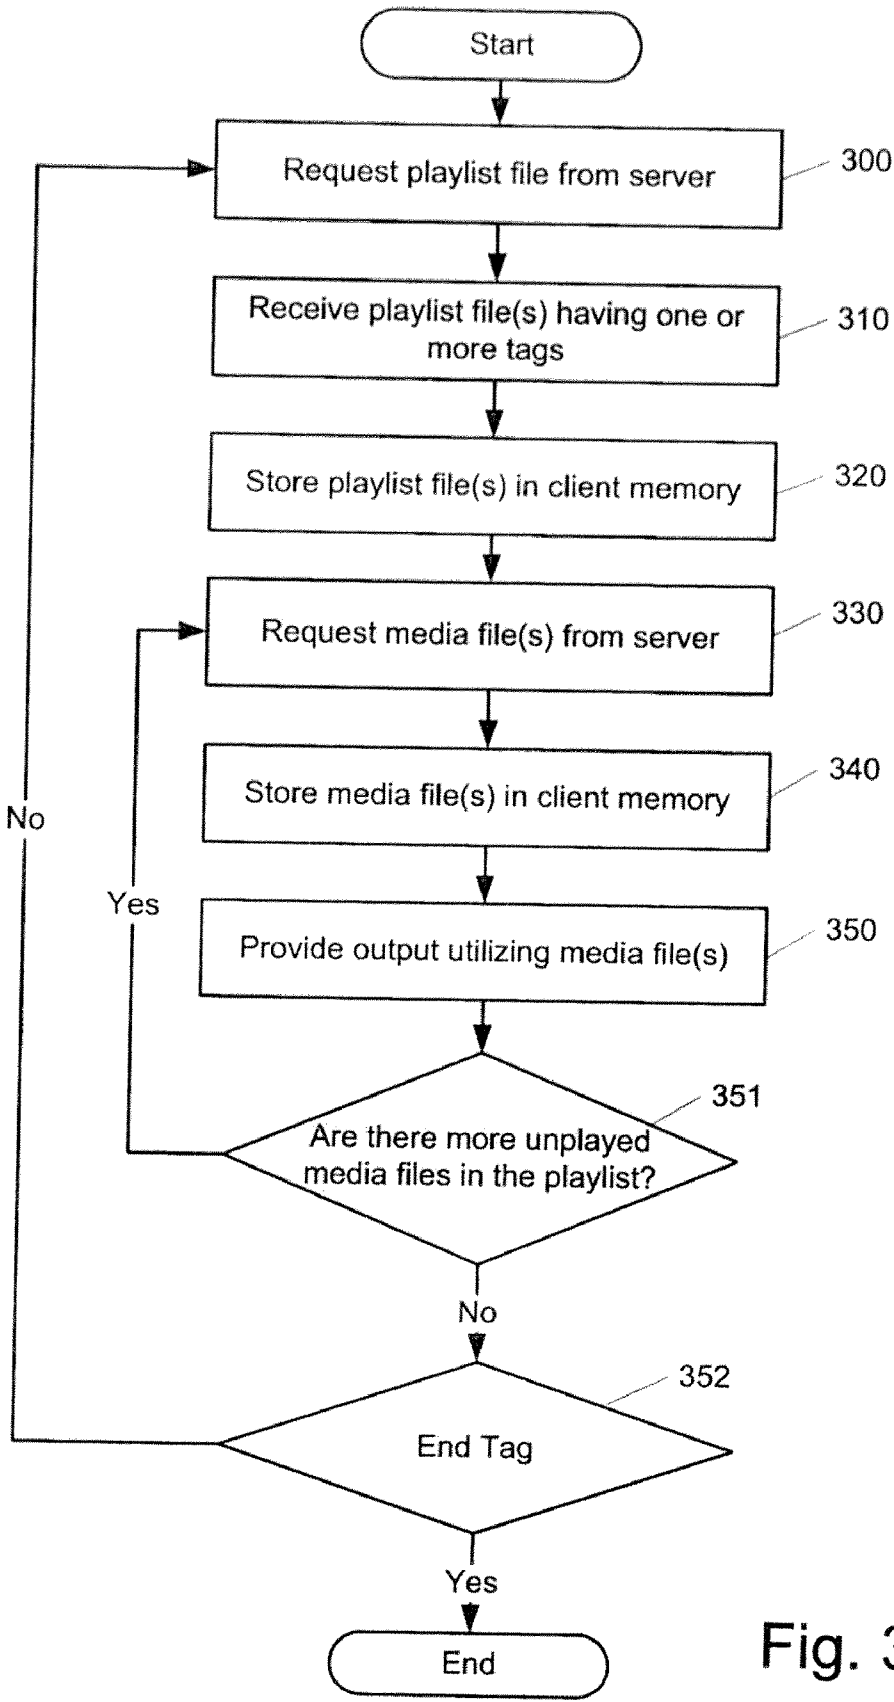 Start
Request playlist file from server
300
Receive playlist file(s) having one or
more tags
310
Store playlist file(s) in client memory
320
Request media file(s) from server
330
Store media file(s) in client memory
340
No
Yes
Provide output utilizing media file(s)
350
351
Are there more unplayed
media files in the playlist?
No
352
End Tag
Yes
End
Fig. 3